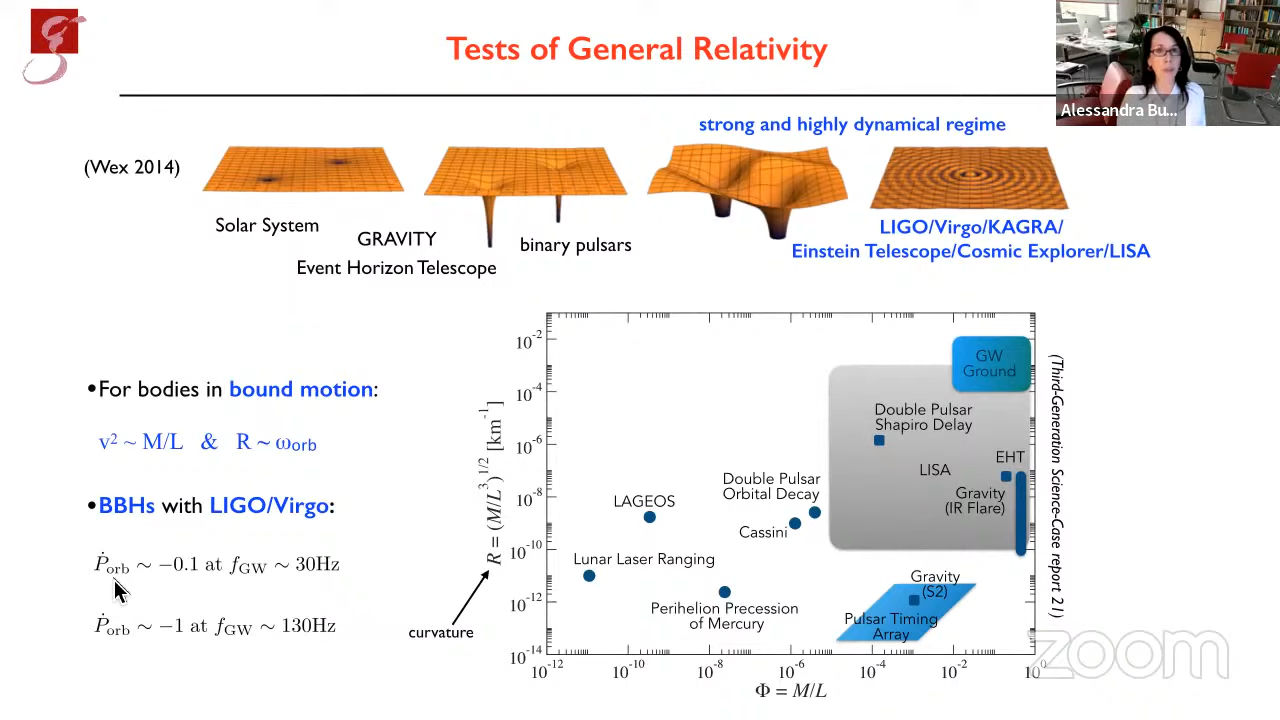 Tests of General Relativity
Alessandra Bu...
strong and highly dynamical regime
(Wex 2014)
Solar System
GRAVITY
Event Horizon Telescope
binary pulsars
LIGO/Virgo/KAGRA/
Einstein Telescope/Cosmic Explorer/LISA
•For bodies in bound motion:
v² ~ M/L & R ~ ωorb
•BBHs with LIGO/Virgo:
Ṗorb ∼ −0.1 at fGW ∼ 30Hz
Ṗorb ∼ −1 at fGW ∼ 130Hz
curvature
R = (M/L³)^1/2 [km⁻¹]
10⁻²
10⁻⁴
10⁻⁶
10⁻⁸
10⁻¹⁰
10⁻¹²
10⁻¹⁴
GW
Ground
Double Pulsar
Shapiro Delay
EHT
LISA
Gravity
(IR Flare)
Double Pulsar
Orbital Decay
LAGEOS
Cassini
Lunar Laser Ranging
Perihelion Precession
of Mercury
Gravity
(S2)
Pulsar Timing
Array
10⁻¹² 10⁻¹⁰ 10⁻⁸ 10⁻⁶ 10⁻⁴ 10⁻² 10⁰
Φ = M/L
(Third-Generation Science-Case report 21)
zoom